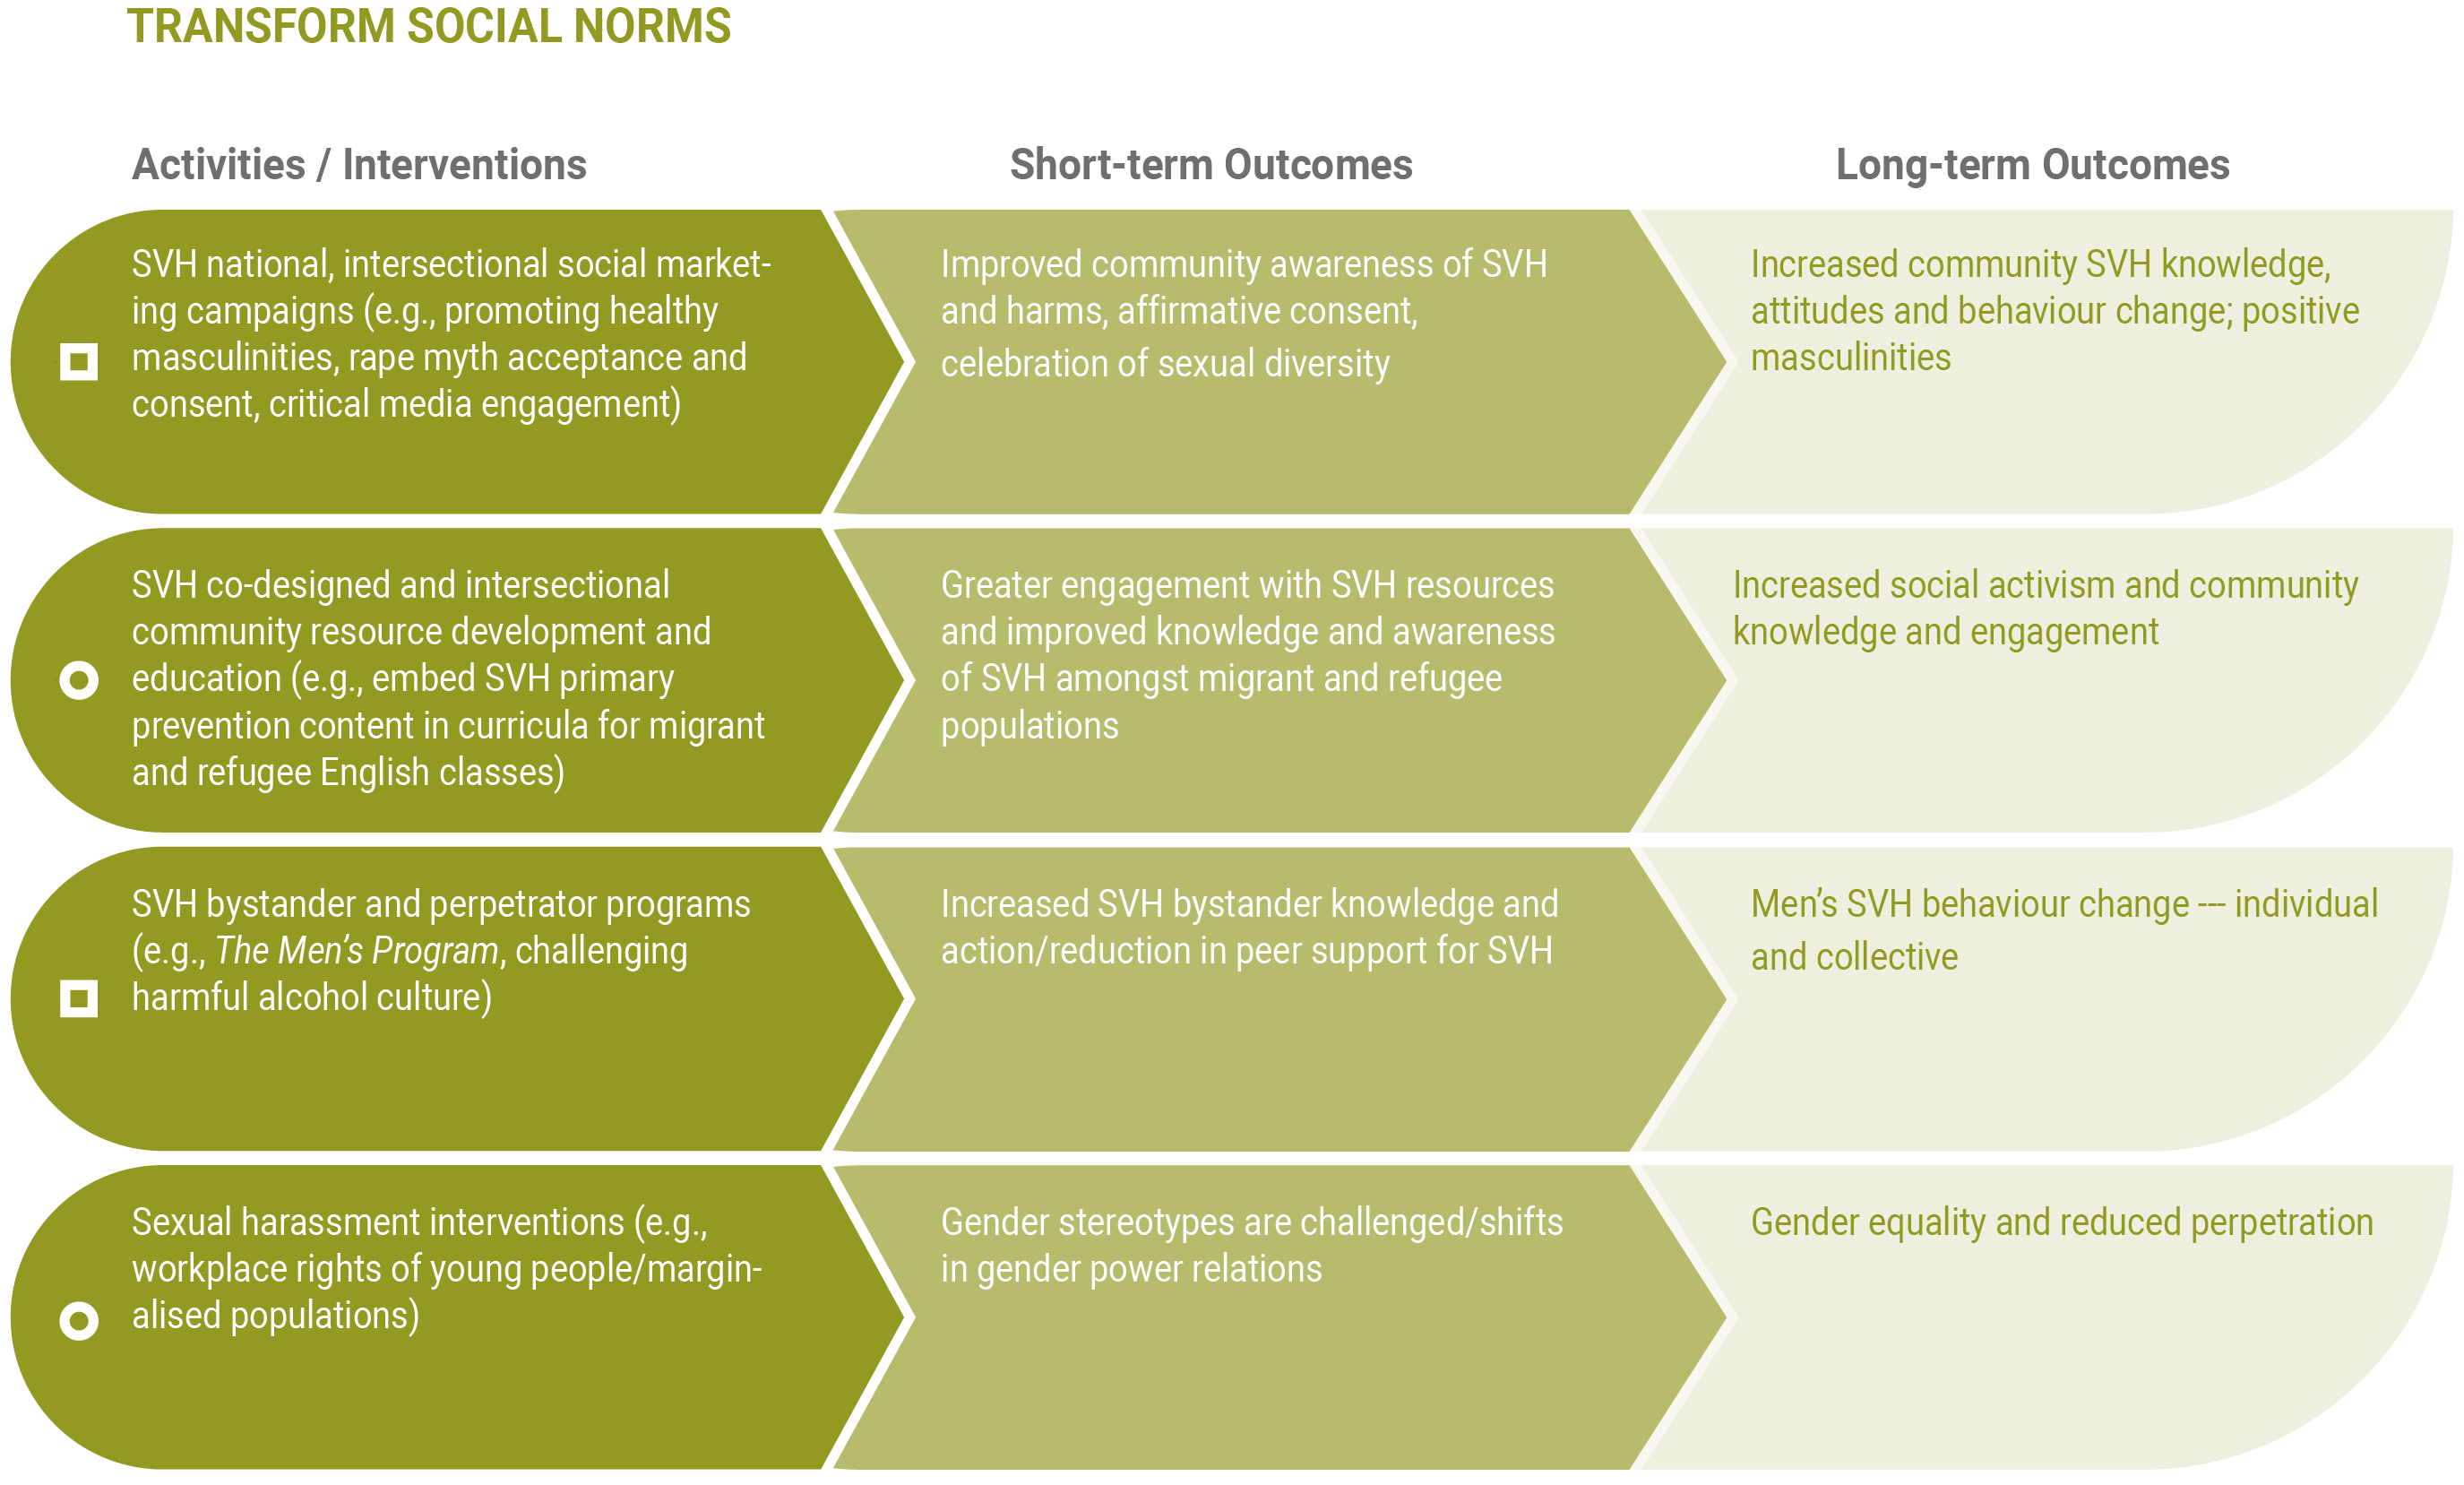 TRANSFORM SOCIAL NORMS
Activities / Interventions
Short-term Outcomes
Long-term Outcomes
SVH national, intersectional social market-
ing campaigns (e.g., promoting healthy
masculinities, rape myth acceptance and
consent, critical media engagement)
Improved community awareness of SVH
and harms, affirmative consent,
celebration of sexual diversity
Increased community SVH knowledge,
attitudes and behaviour change; positive
masculinities
SVH co-designed and intersectional
community resource development and
education (e.g., embed SVH primary
prevention content in curricula for migrant
and refugee English classes)
Greater engagement with SVH resources
and improved knowledge and awareness
of SVH amongst migrant and refugee
populations
Increased social activism and community
knowledge and engagement
SVH bystander and perpetrator programs
(e.g., The Men’s Program, challenging
harmful alcohol culture)
Increased SVH bystander knowledge and
action/reduction in peer support for SVH
Men’s SVH behaviour change --- individual
and collective
Sexual harassment interventions (e.g.,
workplace rights of young people/margin-
alised populations)
Gender stereotypes are challenged/shifts
in gender power relations
Gender equality and reduced perpetration